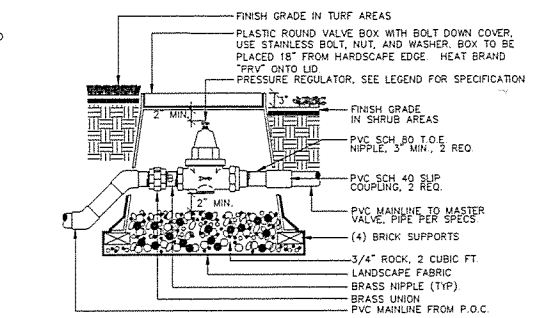 FINISH GRADE IN TURF AREAS
PLASTIC ROUND VALVE BOX WITH BOLT DOWN COVER,
USE STAINLESS BOLT, NUT, AND WASHER. BOX TO BE
PLACED 18" FROM HARDSCAPE EDGE. HEAT BRAND
"PRV" ONTO LID.
PRESSURE REGULATOR, SEE LEGEND FOR SPECIFICATION
3"
2" MIN.
FINISH GRADE
IN SHRUB AREAS
PVC SCH 80 T.O.E.
NIPPLE, 3" MIN., 2 REQ.
PVC SCH 40 SLIP
COUPLING, 2 REQ.
2" MIN.
PVC MAINLINE TO MASTER
VALVE, PIPE PER SPECS.
(4) BRICK SUPPORTS
3/4" ROCK, 2 CUBIC FT.
LANDSCAPE FABRIC
BRASS NIPPLE (TYP).
BRASS UNION
PVC MAINLINE FROM P.O.C.